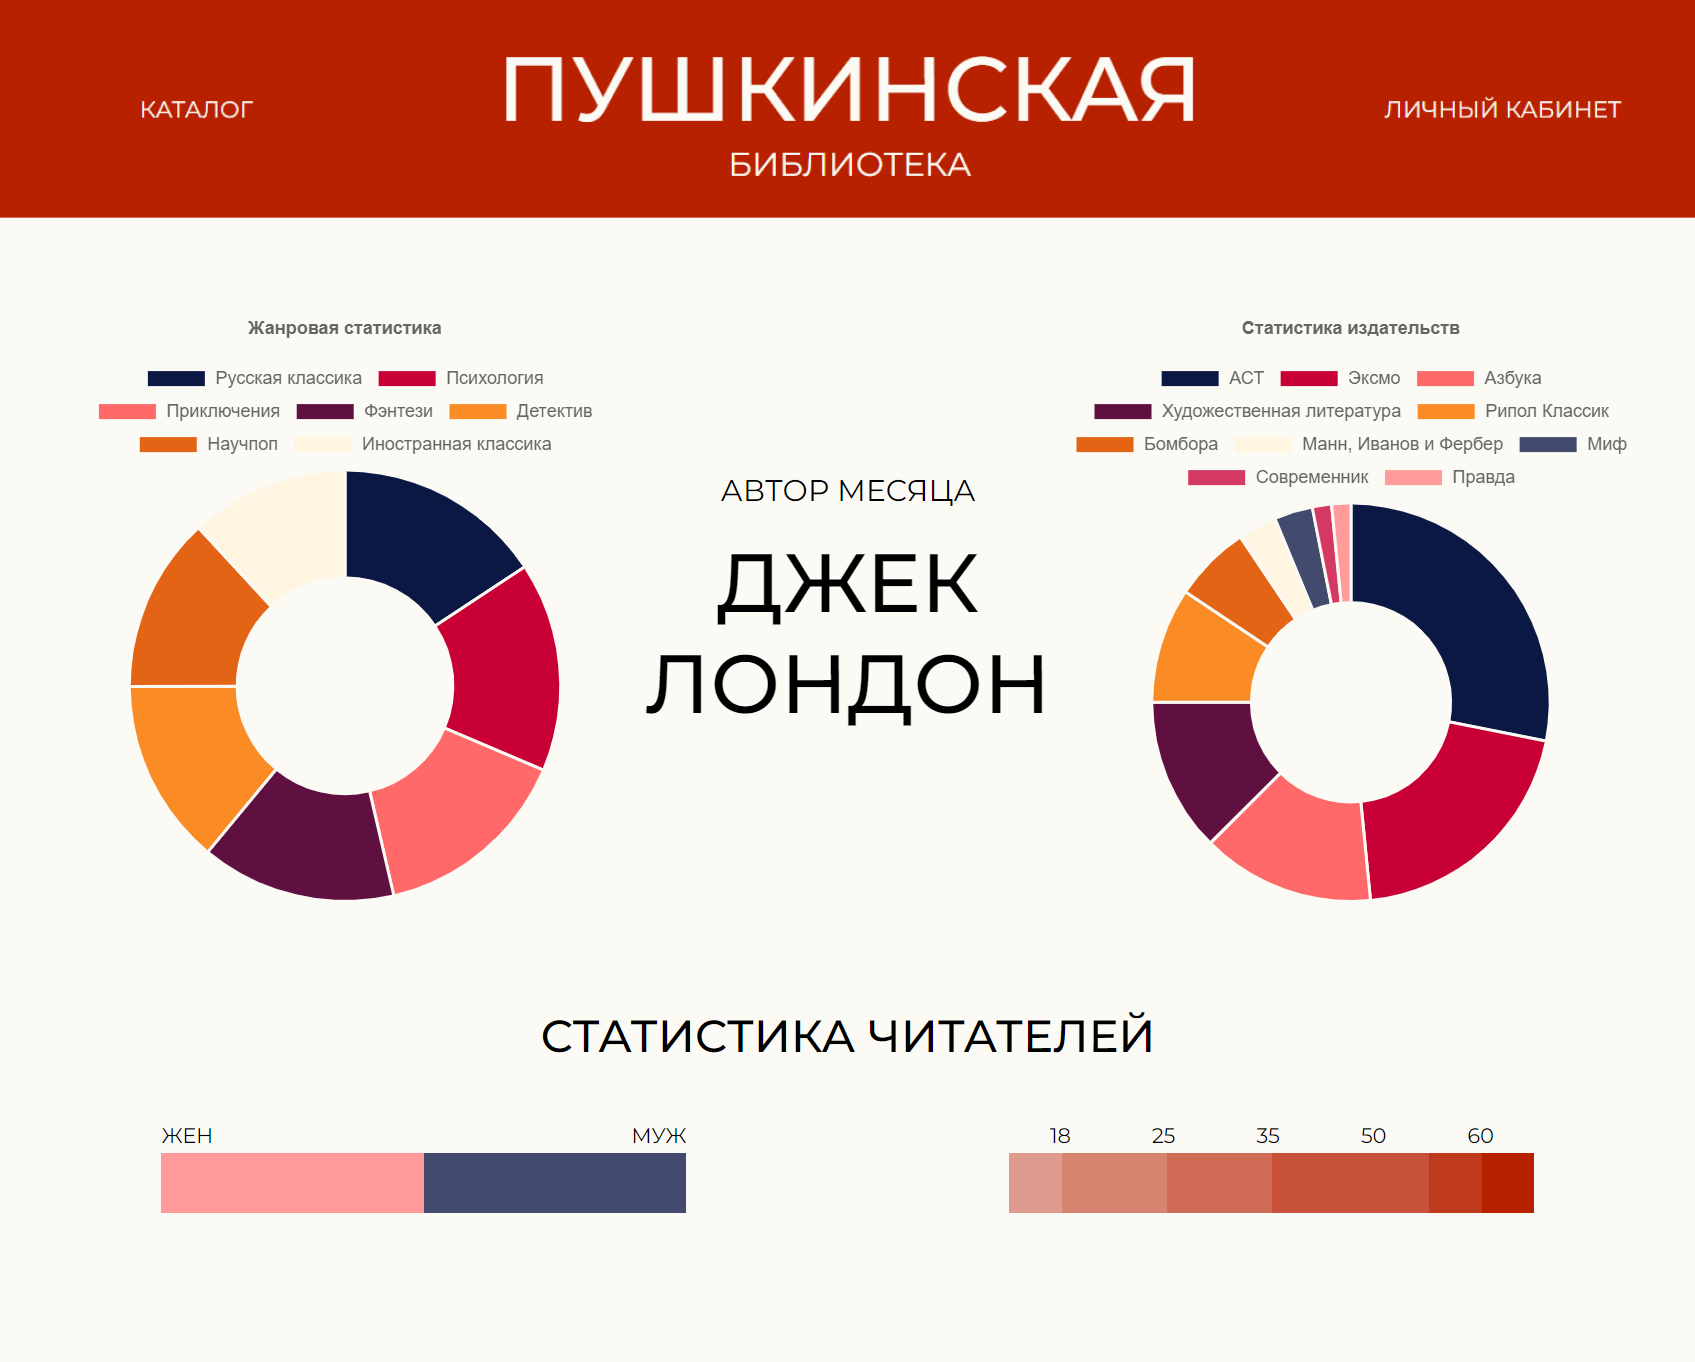 КАТАЛОГ
ПУШКИНСКАЯ
БИБЛИОТЕКА
ЛИЧНЫЙ КАБИНЕТ
Жанровая статистика
Русская классика Психология
Приключения Фэнтези Детектив
Научпоп Иностранная классика
АВТОР МЕСЯЦА
ДЖЕК
ЛОНДОН
Статистика издательств
АСТ Эксмо Азбука
Художественная литература Рипол Классик
Бомбора Манн, Иванов и Фербер Миф
Современник Правда
СТАТИСТИКА ЧИТАТЕЛЕЙ
ЖЕН МУЖ
18 25 35 50 60